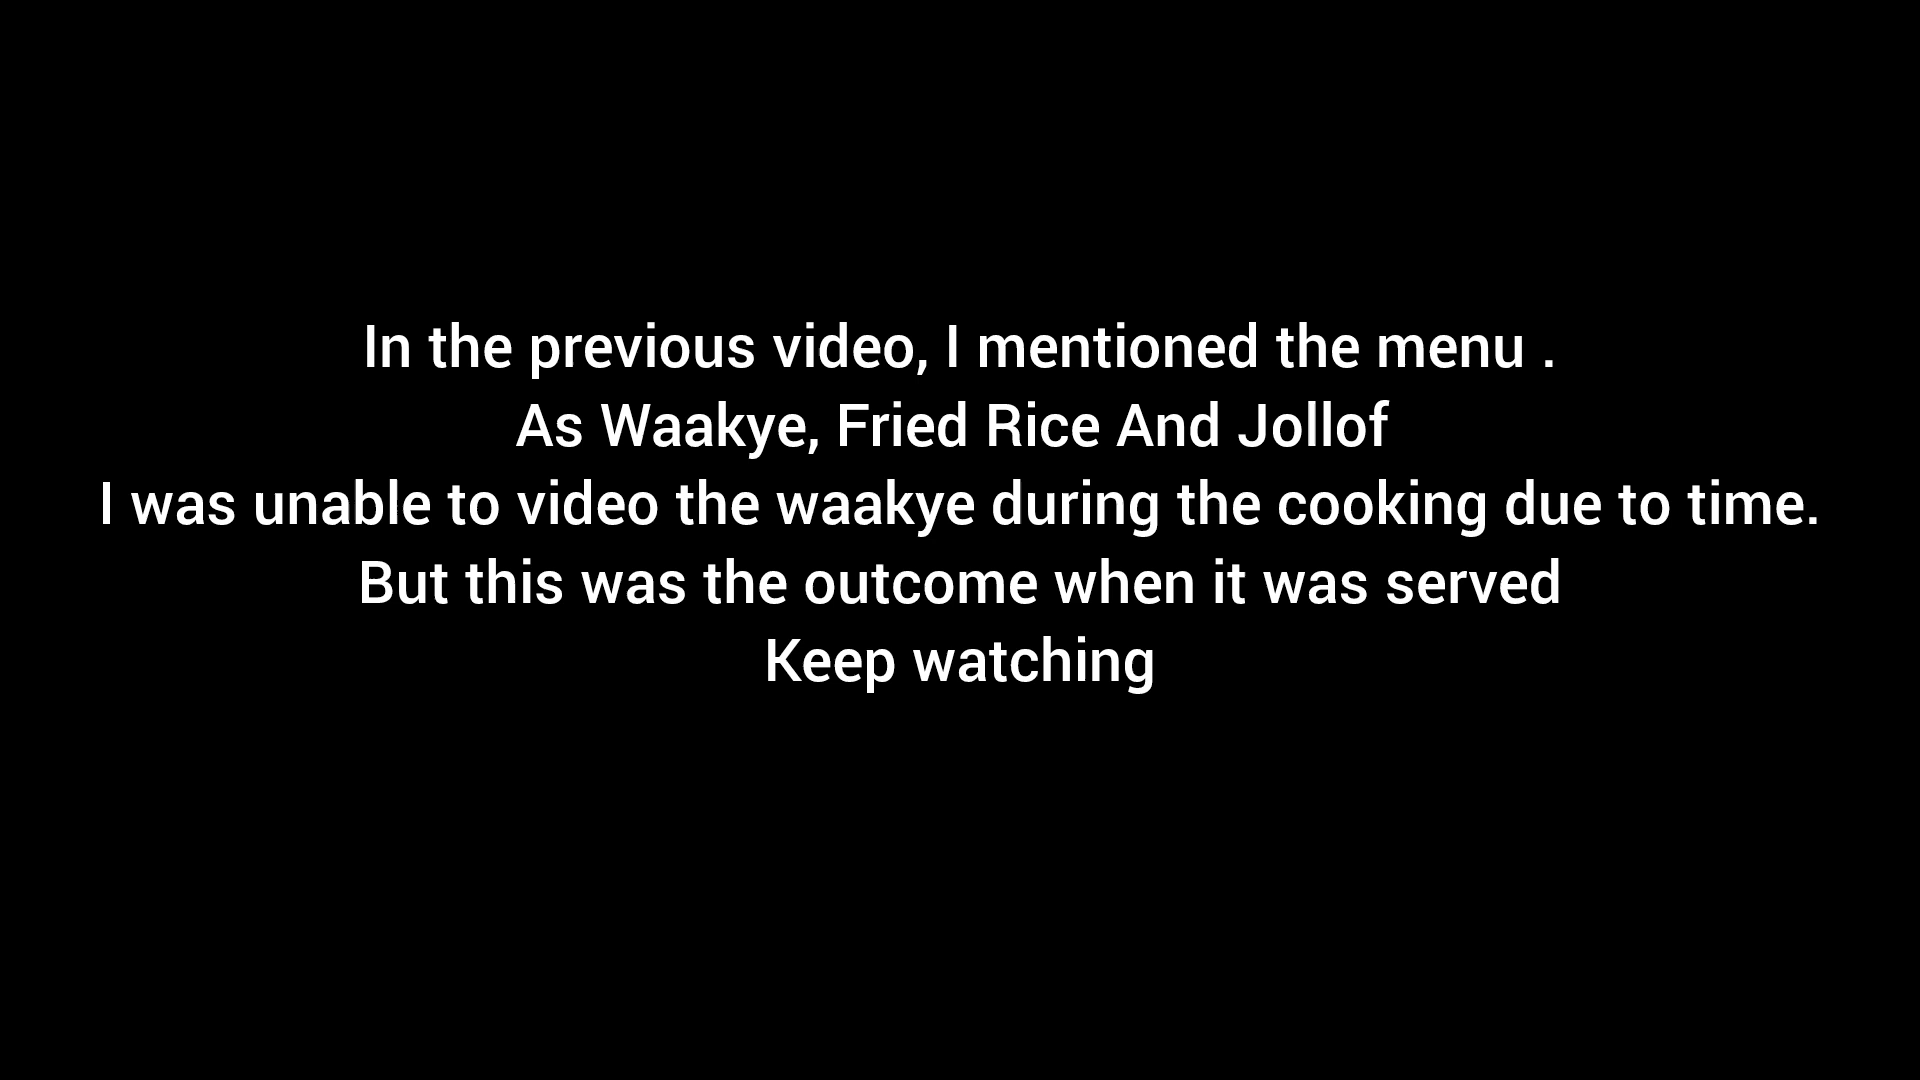 In the previous video, I mentioned the menu .
As Waakye, Fried Rice And Jollof
I was unable to video the waakye during the cooking due to time.
But this was the outcome when it was served
Keep watching